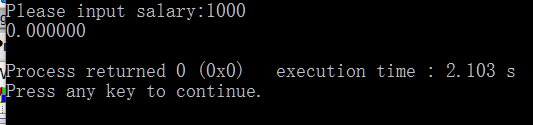 Please input salary:1000
0.000000
Process returned 0 (0x0)   execution time : 2.103 s
Press any key to continue.